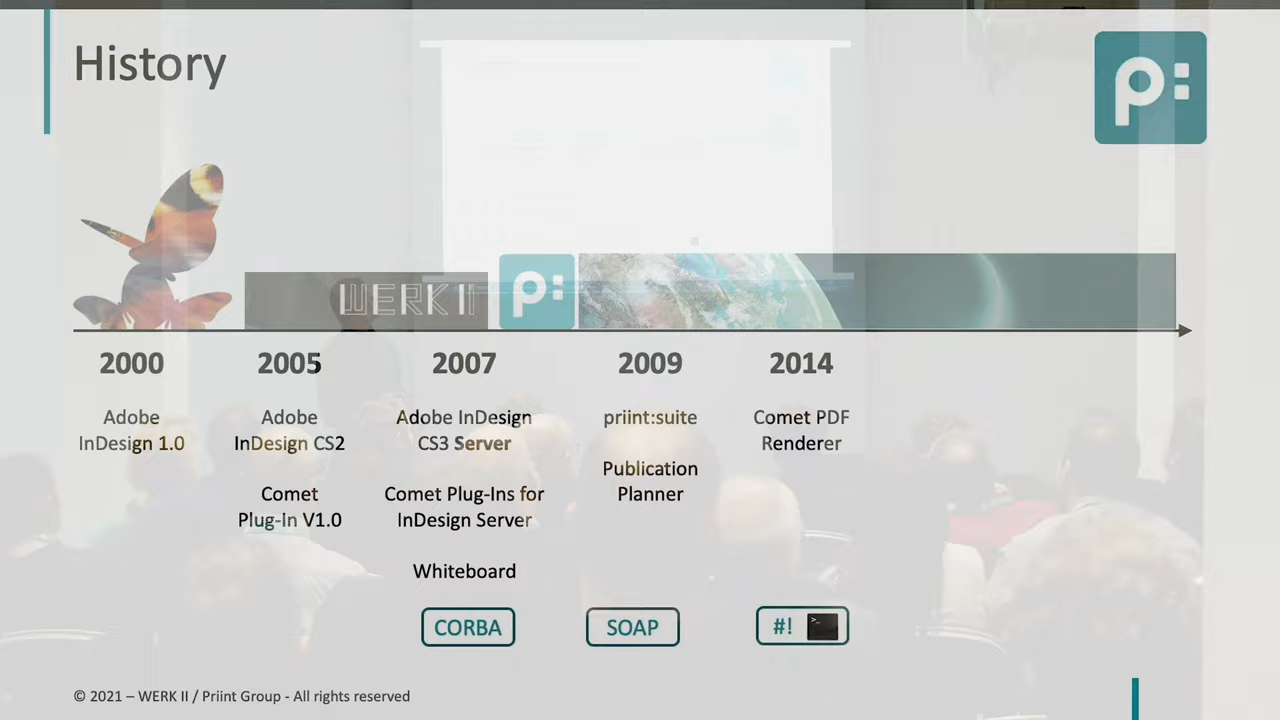 History
p:
WERK II
p:
2000
2005
2007
2009
2014
Adobe
InDesign 1.0
Adobe
InDesign CS2
Comet
Plug-In V1.0
Adobe InDesign
CS3 Server
Comet Plug-Ins for
InDesign Server
Whiteboard
priint:suite
Publication
Planner
Comet PDF
Renderer
CORBA
SOAP
#!
>_
© 2021 – WERK II / Priint Group - All rights reserved